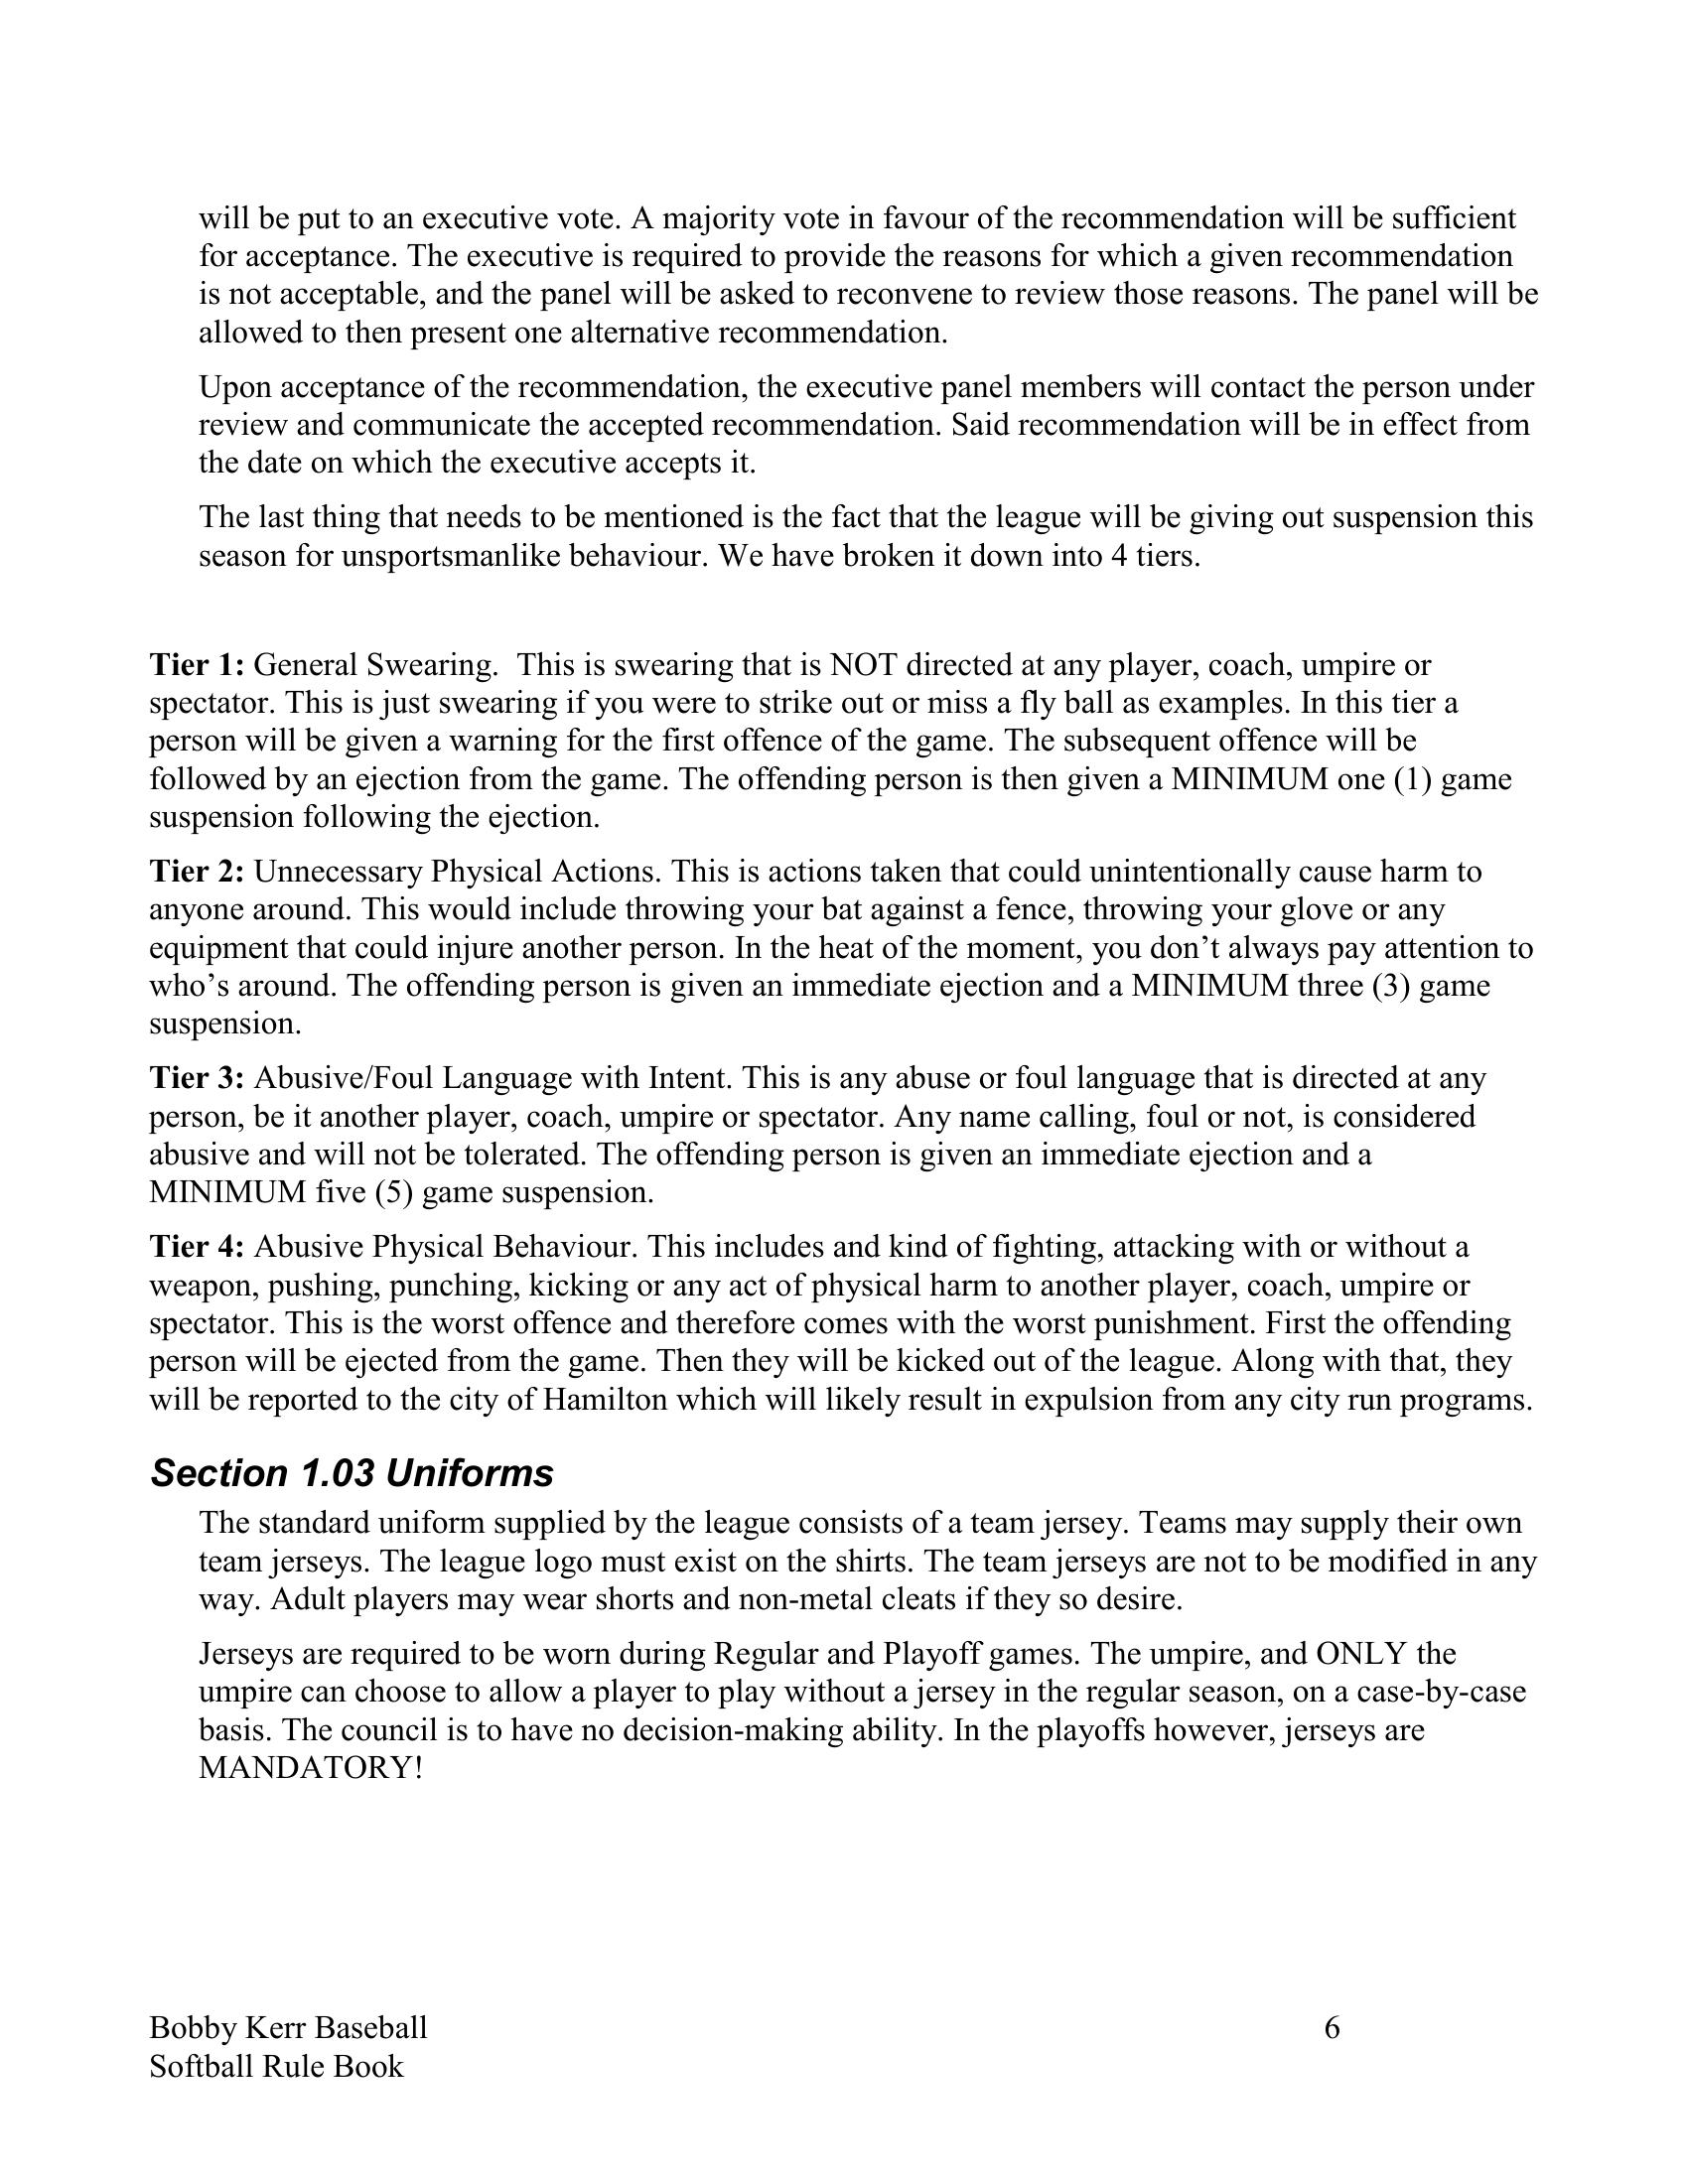 will be put to an executive vote. A majority vote in favour of the recommendation will be sufficient
for acceptance. The executive is required to provide the reasons for which a given recommendation
is not acceptable, and the panel will be asked to reconvene to review those reasons. The panel will be
allowed to then present one alternative recommendation.
Upon acceptance of the recommendation, the executive panel members will contact the person under
review and communicate the accepted recommendation. Said recommendation will be in effect from
the date on which the executive accepts it.
The last thing that needs to be mentioned is the fact that the league will be giving out suspension this
season for unsportsmanlike behaviour. We have broken it down into 4 tiers.
Tier 1: General Swearing.  This is swearing that is NOT directed at any player, coach, umpire or
spectator. This is just swearing if you were to strike out or miss a fly ball as examples. In this tier a
person will be given a warning for the first offence of the game. The subsequent offence will be
followed by an ejection from the game. The offending person is then given a MINIMUM one (1) game
suspension following the ejection.
Tier 2: Unnecessary Physical Actions. This is actions taken that could unintentionally cause harm to
anyone around. This would include throwing your bat against a fence, throwing your glove or any
equipment that could injure another person. In the heat of the moment, you don’t always pay attention to
who’s around. The offending person is given an immediate ejection and a MINIMUM three (3) game
suspension.
Tier 3: Abusive/Foul Language with Intent. This is any abuse or foul language that is directed at any
person, be it another player, coach, umpire or spectator. Any name calling, foul or not, is considered
abusive and will not be tolerated. The offending person is given an immediate ejection and a
MINIMUM five (5) game suspension.
Tier 4: Abusive Physical Behaviour. This includes and kind of fighting, attacking with or without a
weapon, pushing, punching, kicking or any act of physical harm to another player, coach, umpire or
spectator. This is the worst offence and therefore comes with the worst punishment. First the offending
person will be ejected from the game. Then they will be kicked out of the league. Along with that, they
will be reported to the city of Hamilton which will likely result in expulsion from any city run programs.
Section 1.03 Uniforms
The standard uniform supplied by the league consists of a team jersey. Teams may supply their own
team jerseys. The league logo must exist on the shirts. The team jerseys are not to be modified in any
way. Adult players may wear shorts and non-metal cleats if they so desire.
Jerseys are required to be worn during Regular and Playoff games. The umpire, and ONLY the
umpire can choose to allow a player to play without a jersey in the regular season, on a case-by-case
basis. The council is to have no decision-making ability. In the playoffs however, jerseys are
MANDATORY!
Bobby Kerr Baseball 6
Softball Rule Book